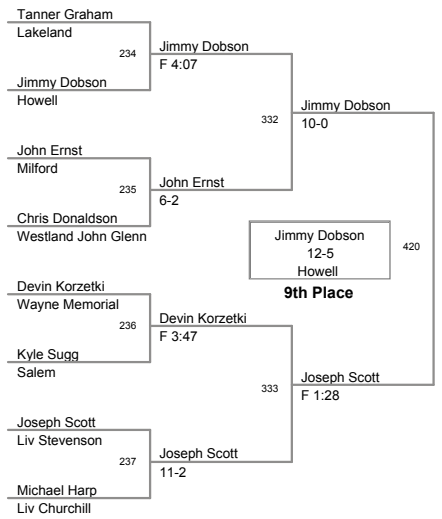 Tanner Graham
Lakeland
234
Jimmy Dobson
F 4:07
Jimmy Dobson
Howell
332
Jimmy Dobson
10-0
John Ernst
Milford
235
John Ernst
6-2
Chris Donaldson
Westland John Glenn
Jimmy Dobson
12-5
Howell
420
9th Place
Devin Korzetki
Wayne Memorial
236
Devin Korzetki
F 3:47
Kyle Sugg
Salem
333
Joseph Scott
F 1:28
Joseph Scott
Liv Stevenson
237
Joseph Scott
11-2
Michael Harp
Liv Churchill